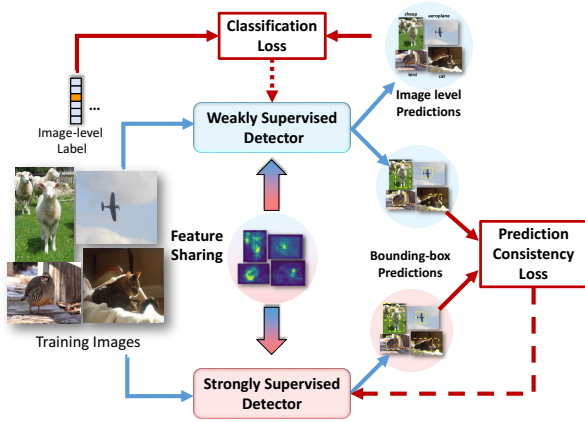 Classification
Loss
sheep
aeroplane
bird
cat
Image level
Predictions
...
Image-level
Label
Weakly Supervised
Detector
Feature
Sharing
Bounding-box
Predictions
Prediction
Consistency
Loss
Training Images
Strongly Supervised
Detector